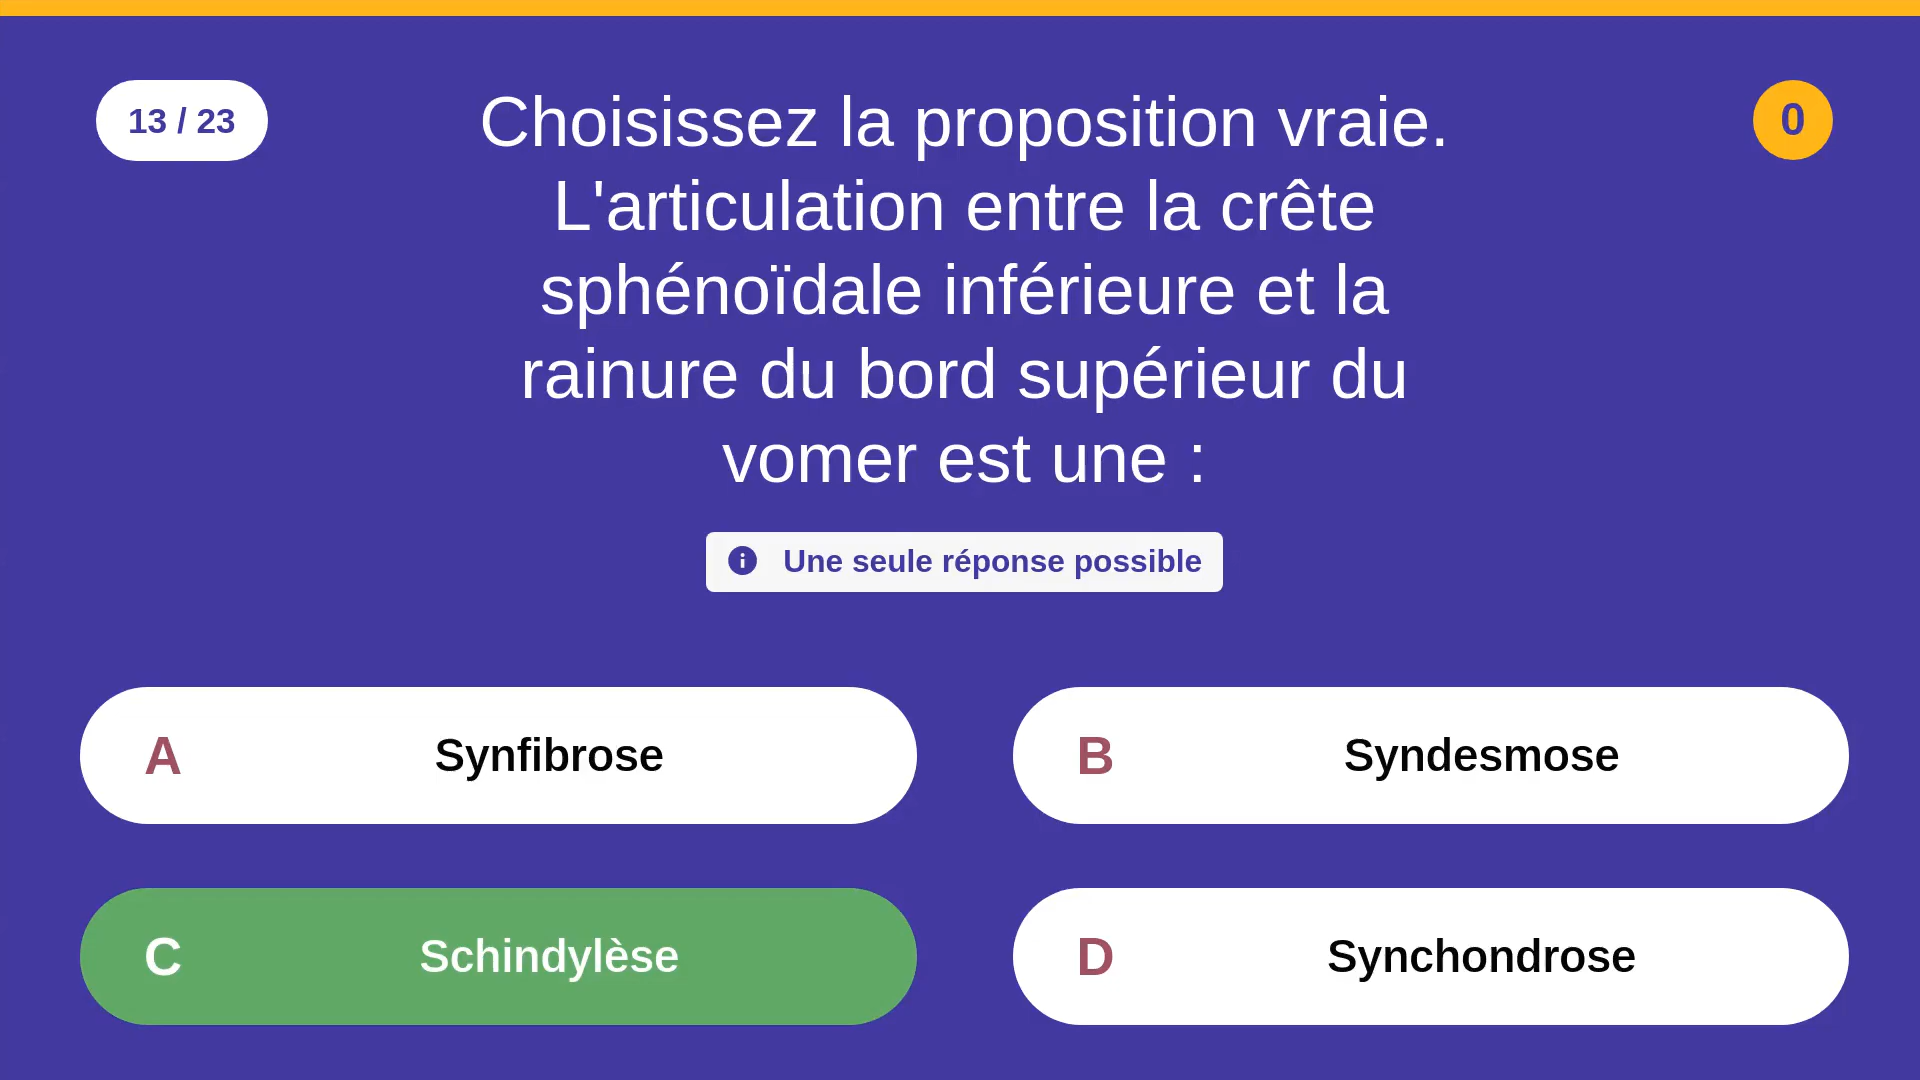 13 / 23
Choisissez la proposition vraie.
L'articulation entre la crête
sphénoïdale inférieure et la
rainure du bord supérieur du
vomer est une :
0
Une seule réponse possible
A Synfibrose
B Syndesmose
C Schindylèse
D Synchondrose